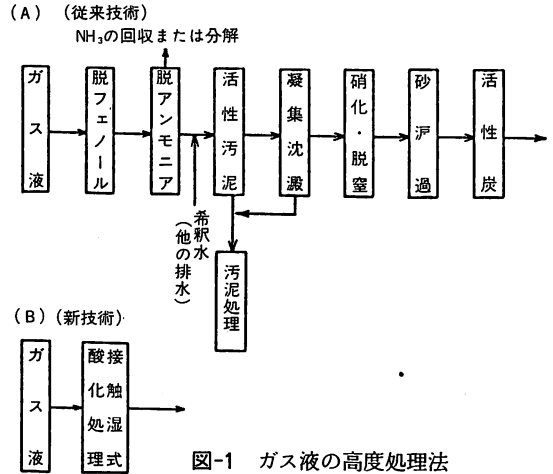 (A) (従来技術)
NH₃の回収または分解
ガス液
脱フェノール
脱アンモニア
活性汚泥
凝集沈澱
硝化・脱窒
砂沪過
活性炭
希釈水
(他の排水)
汚泥処理
(B) (新技術)
ガス液
接触湿式
酸化処理
図-1 ガス液の高度処理法